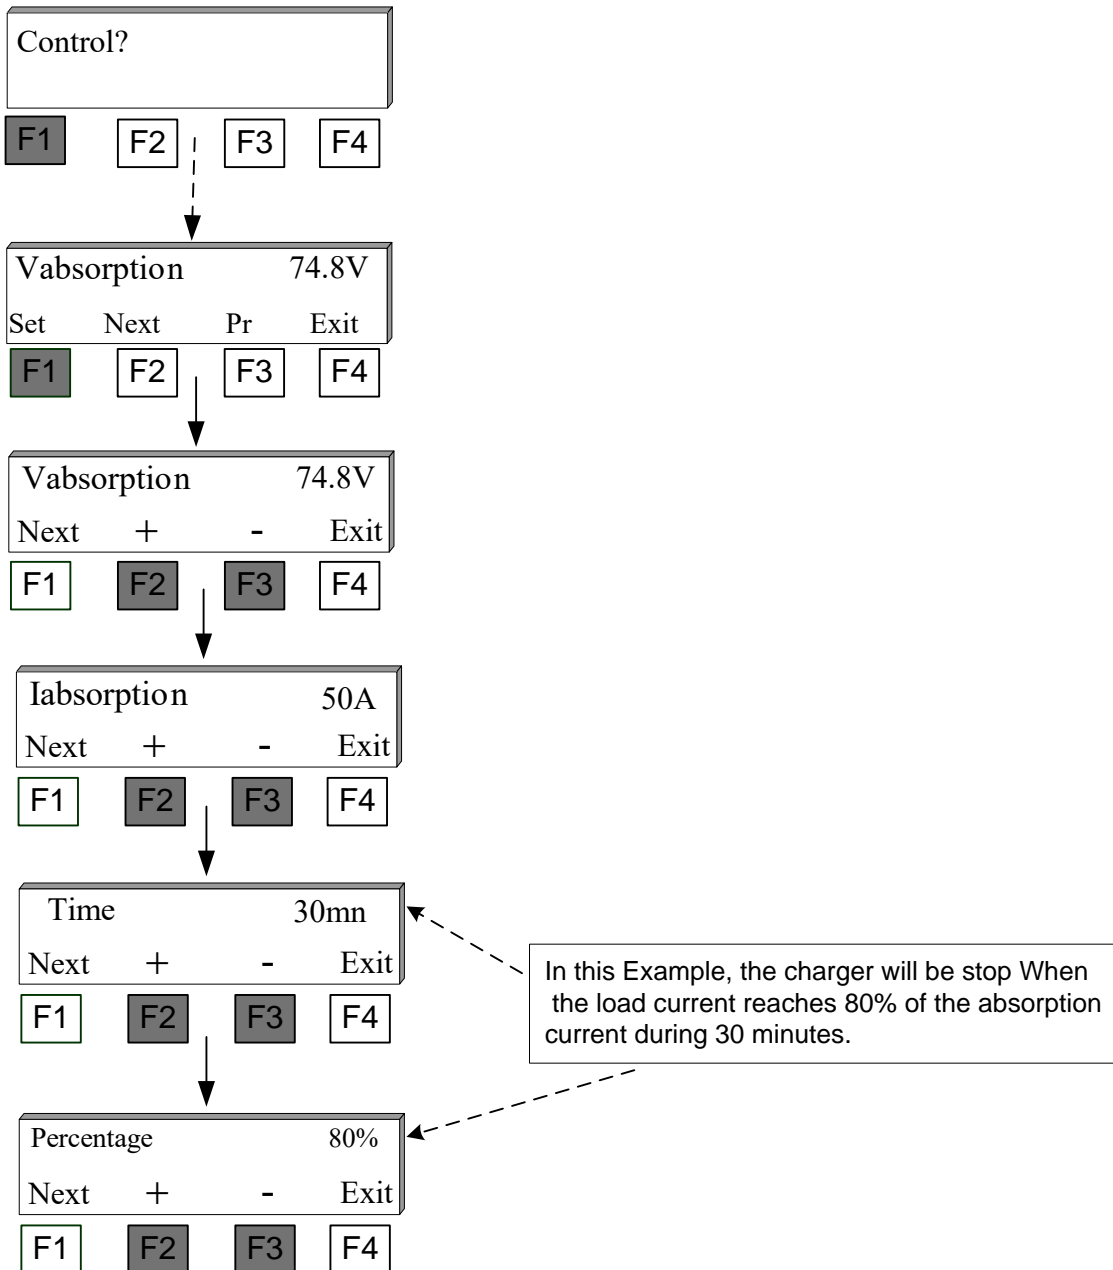 Control?
F1 F2 F3 F4
Vabsorption 74.8V
Set Next Pr Exit
F1 F2 F3 F4
Vabsorption 74.8V
Next + - Exit
F1 F2 F3 F4
Iabsorption 50A
Next + - Exit
F1 F2 F3 F4
Time 30mn
Next + - Exit
F1 F2 F3 F4
In this Example, the charger will be stop When
the load current reaches 80% of the absorption
current during 30 minutes.
Percentage 80%
Next + - Exit
F1 F2 F3 F4